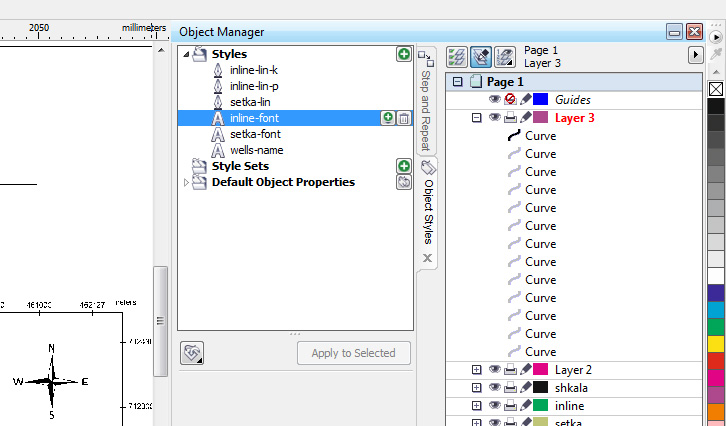 2050
millimeters
Object Manager
Styles
inline-lin-k
inline-lin-p
setka-lin
inline-font
setka-font
wells-name
Style Sets
Default Object Properties
Apply to Selected
Step and Repeat
Object Styles
Page 1
Layer 3
Page 1
Guides
Layer 3
Curve
Curve
Curve
Curve
Curve
Curve
Curve
Curve
Curve
Curve
Curve
Curve
Curve
Layer 2
shkala
inline
setka
462127 meters
N
W E
S